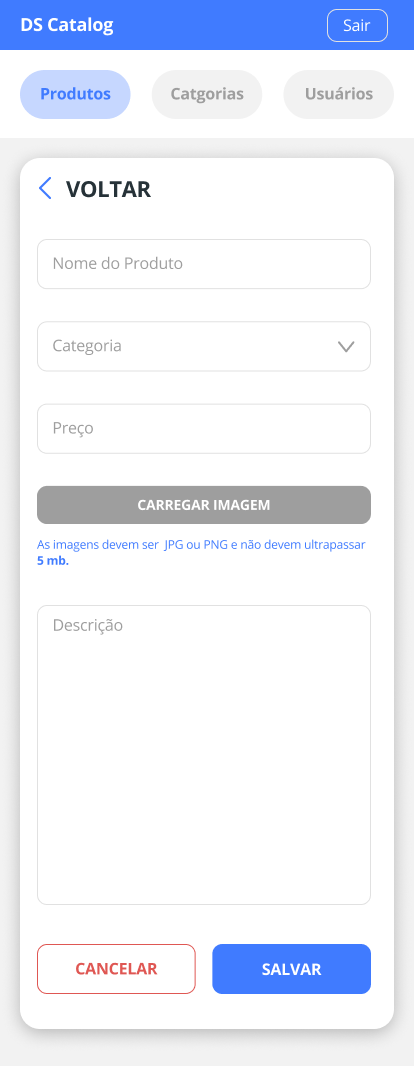 DS Catalog
Sair
Produtos
Catgorias
Usuários
VOLTAR
Nome do Produto
Categoria
Preço
CARREGAR IMAGEM
As imagens devem ser JPG ou PNG e não devem ultrapassar
5 mb.
Descrição
CANCELAR
SALVAR